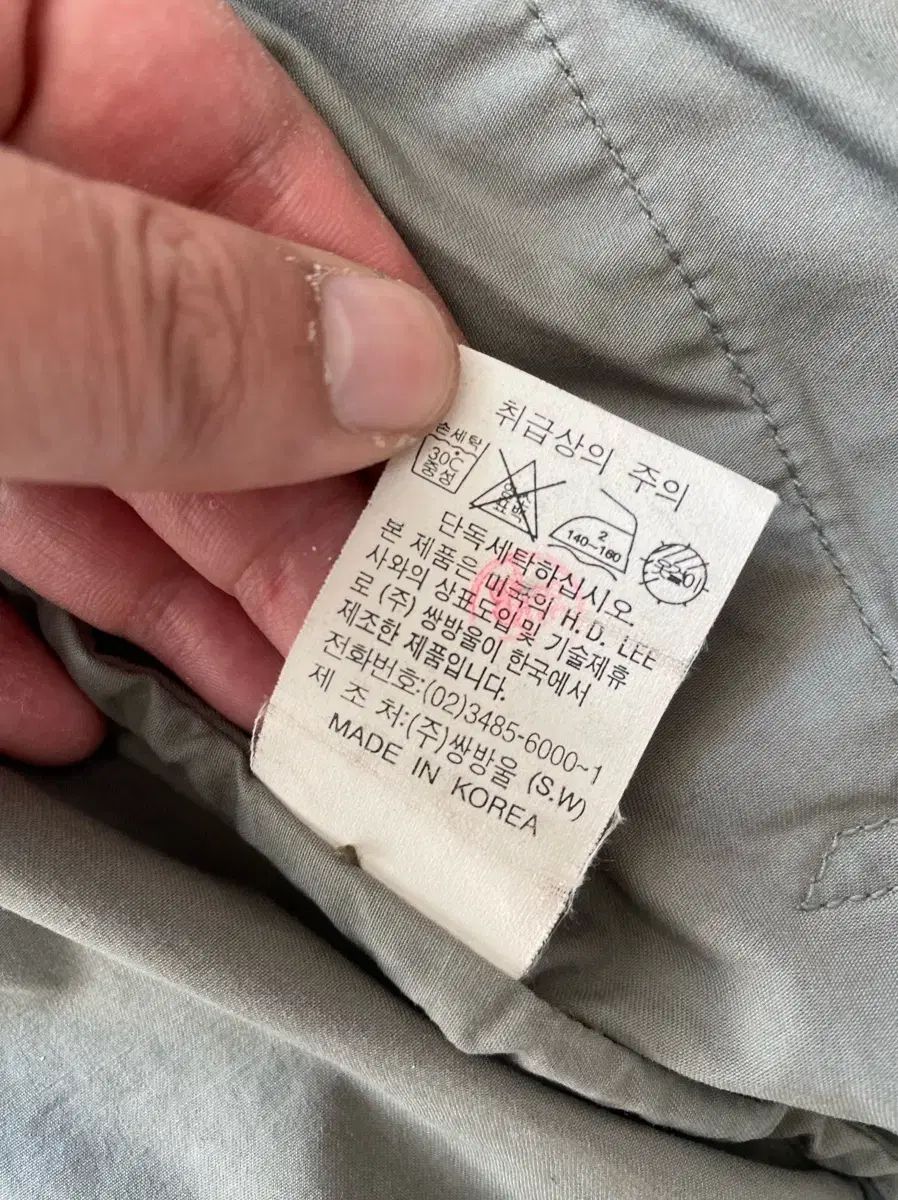 취급상의 주의
손세탁
30℃
중성
염소
표백
2
140~160
단독세탁하십시오.
본 제품은 미국의 H.D. LEE
사와의 상표도입및 기술제휴
로 (주) 쌍방울이 한국에서
제조한 제품입니다.
전화번호:(02)3485-6000~1
제 조 처:(주)쌍방울 (S.W)
MADE IN KOREA